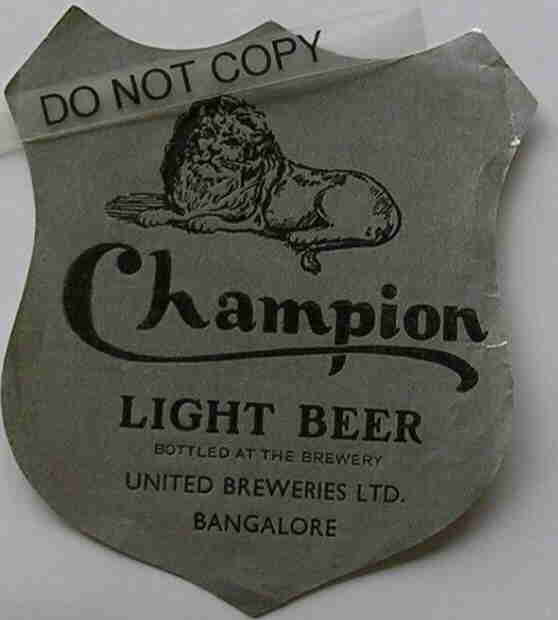 DO NOT COPY
Champion
LIGHT BEER
BOTTLED AT THE BREWERY
UNITED BREWERIES LTD.
BANGALORE